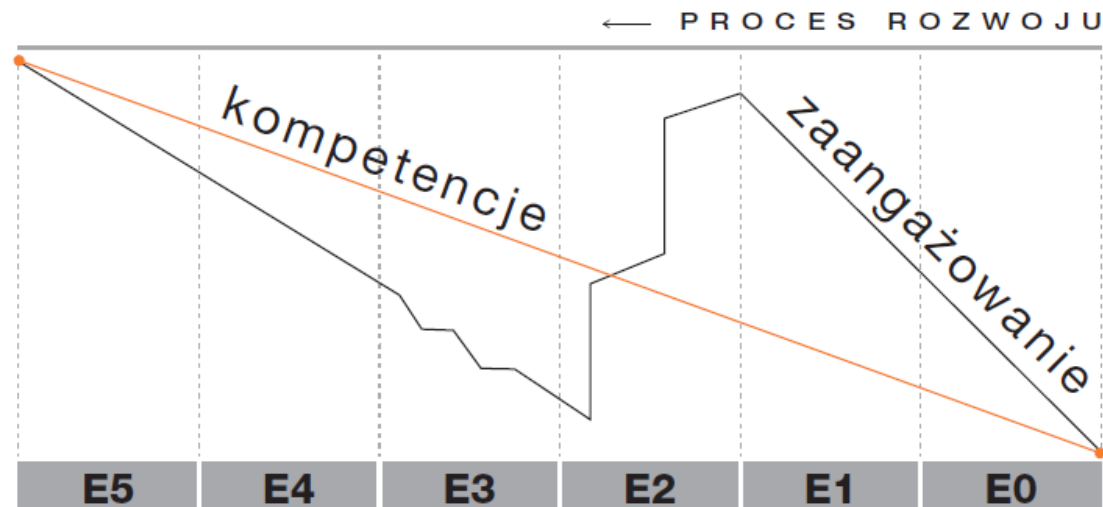 ← PROCES ROZWOJU
kompetencje
zaangażowanie
E5 E4 E3 E2 E1 E0